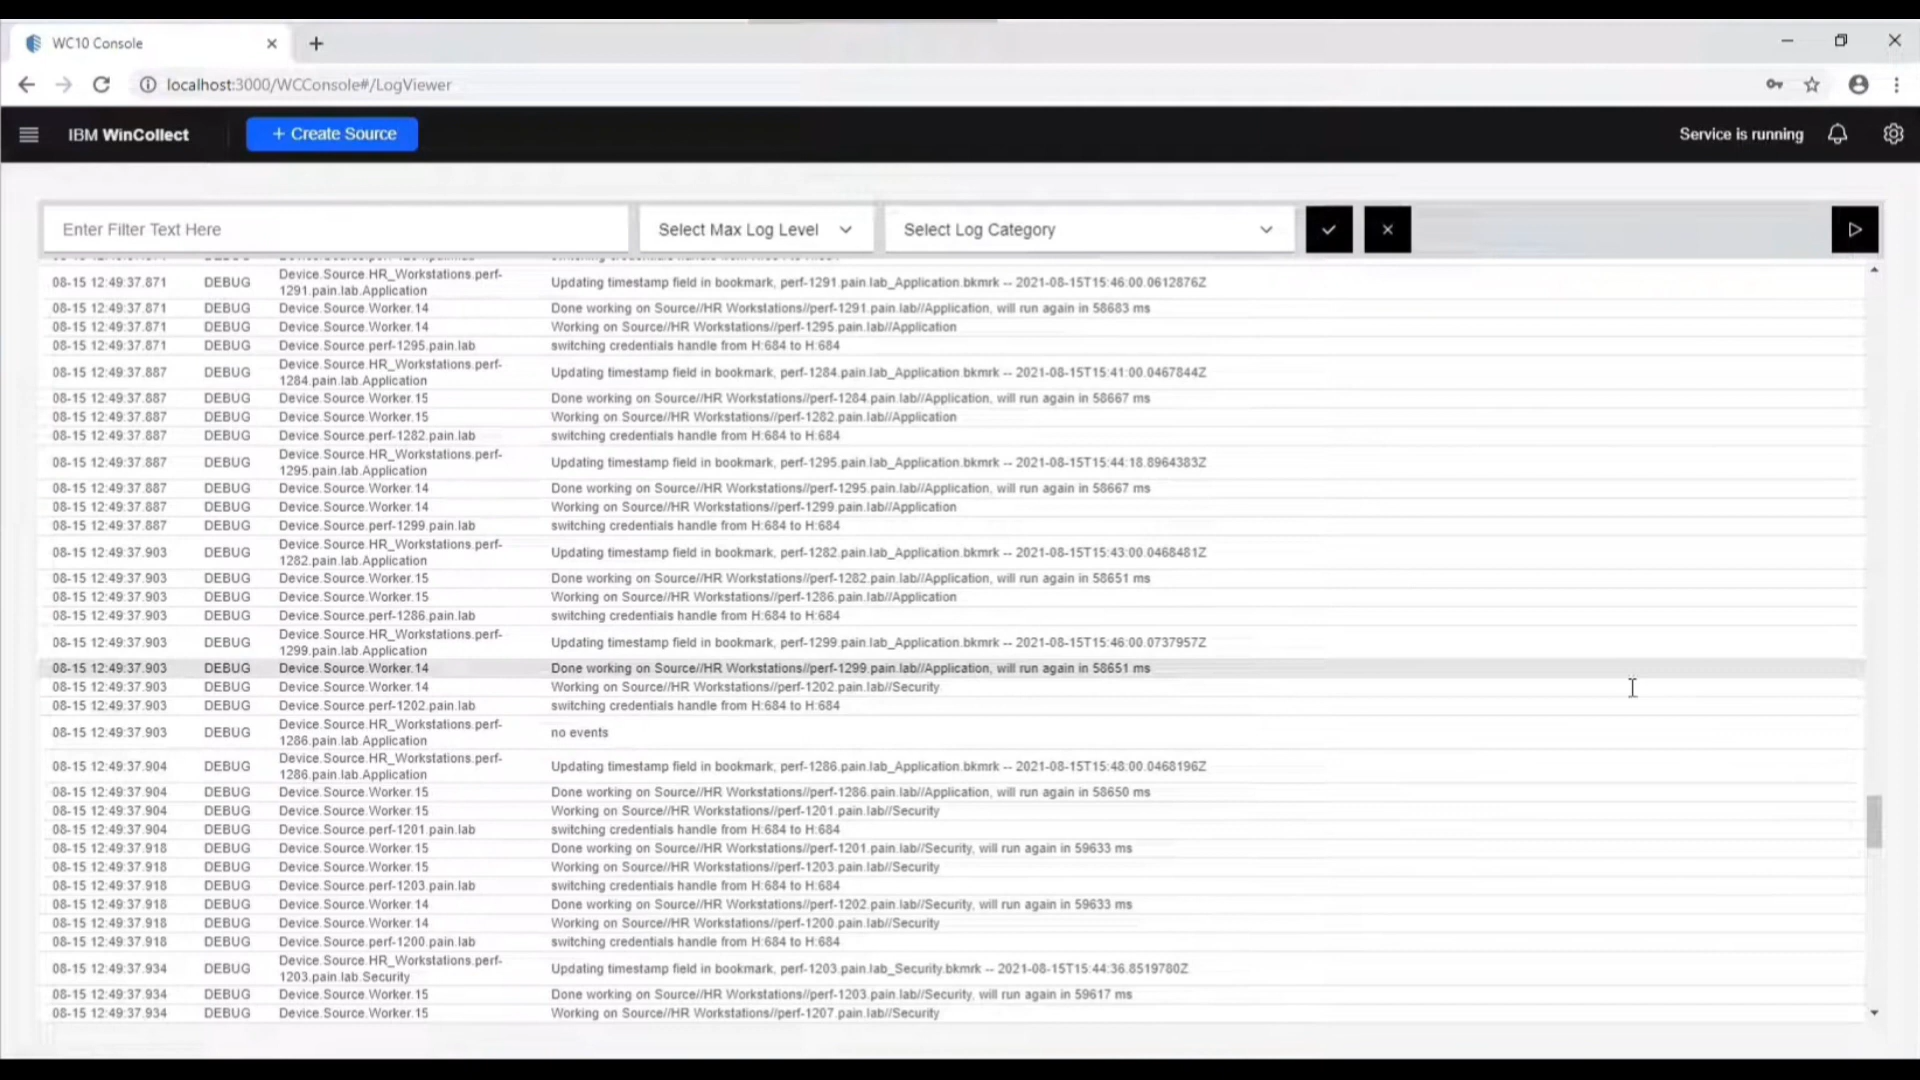 WC10 Console
localhost:3000/WCConsole#/LogViewer
IBM WinCollect + Create Source Service is running
Enter Filter Text Here Select Max Log Level Select Log Category
08-15 12:49:37.871 DEBUG Device.Source.HR_Workstations.perf-
1291.pain.lab.Application Updating timestamp field in bookmark, perf-1291.pain.lab_Application.bkmrk -- 2021-08-15T15:46:00.0612876Z
08-15 12:49:37.871 DEBUG Device.Source.Worker.14 Done working on Source//HR Workstations//perf-1291.pain.lab//Application, will run again in 58683 ms
08-15 12:49:37.871 DEBUG Device.Source.Worker.14 Working on Source//HR Workstations//perf-1295.pain.lab//Application
08-15 12:49:37.871 DEBUG Device.Source.perf-1295.pain.lab switching credentials handle from H:684 to H:684
08-15 12:49:37.887 DEBUG Device.Source.HR_Workstations.perf-
1284.pain.lab.Application Updating timestamp field in bookmark, perf-1284.pain.lab_Application.bkmrk -- 2021-08-15T15:41:00.0467844Z
08-15 12:49:37.887 DEBUG Device.Source.Worker.15 Done working on Source//HR Workstations//perf-1284.pain.lab//Application, will run again in 58667 ms
08-15 12:49:37.887 DEBUG Device.Source.Worker.15 Working on Source//HR Workstations//perf-1282.pain.lab//Application
08-15 12:49:37.887 DEBUG Device.Source.perf-1282.pain.lab switching credentials handle from H:684 to H:684
08-15 12:49:37.887 DEBUG Device.Source.HR_Workstations.perf-
1295.pain.lab.Application Updating timestamp field in bookmark, perf-1295.pain.lab_Application.bkmrk -- 2021-08-15T15:44:18.8964383Z
08-15 12:49:37.887 DEBUG Device.Source.Worker.14 Done working on Source//HR Workstations//perf-1295.pain.lab//Application, will run again in 58667 ms
08-15 12:49:37.887 DEBUG Device.Source.Worker.14 Working on Source//HR Workstations//perf-1299.pain.lab//Application
08-15 12:49:37.887 DEBUG Device.Source.perf-1299.pain.lab switching credentials handle from H:684 to H:684
08-15 12:49:37.903 DEBUG Device.Source.HR_Workstations.perf-
1282.pain.lab.Application Updating timestamp field in bookmark, perf-1282.pain.lab_Application.bkmrk -- 2021-08-15T15:43:00.0468481Z
08-15 12:49:37.903 DEBUG Device.Source.Worker.15 Done working on Source//HR Workstations//perf-1282.pain.lab//Application, will run again in 58651 ms
08-15 12:49:37.903 DEBUG Device.Source.Worker.15 Working on Source//HR Workstations//perf-1286.pain.lab//Application
08-15 12:49:37.903 DEBUG Device.Source.perf-1286.pain.lab switching credentials handle from H:684 to H:684
08-15 12:49:37.903 DEBUG Device.Source.HR_Workstations.perf-
1299.pain.lab.Application Updating timestamp field in bookmark, perf-1299.pain.lab_Application.bkmrk -- 2021-08-15T15:46:00.0737957Z
08-15 12:49:37.903 DEBUG Device.Source.Worker.14 Done working on Source//HR Workstations//perf-1299.pain.lab//Application, will run again in 58651 ms
08-15 12:49:37.903 DEBUG Device.Source.Worker.14 Working on Source//HR Workstations//perf-1202.pain.lab//Security
08-15 12:49:37.903 DEBUG Device.Source.perf-1202.pain.lab switching credentials handle from H:684 to H:684
08-15 12:49:37.903 DEBUG Device.Source.HR_Workstations.perf-
1286.pain.lab.Application no events
08-15 12:49:37.904 DEBUG Device.Source.HR_Workstations.perf-
1286.pain.lab.Application Updating timestamp field in bookmark, perf-1286.pain.lab_Application.bkmrk -- 2021-08-15T15:48:00.0468196Z
08-15 12:49:37.904 DEBUG Device.Source.Worker.15 Done working on Source//HR Workstations//perf-1286.pain.lab//Application, will run again in 58650 ms
08-15 12:49:37.904 DEBUG Device.Source.Worker.15 Working on Source//HR Workstations//perf-1201.pain.lab//Security
08-15 12:49:37.904 DEBUG Device.Source.perf-1201.pain.lab switching credentials handle from H:684 to H:684
08-15 12:49:37.918 DEBUG Device.Source.Worker.15 Done working on Source//HR Workstations//perf-1201.pain.lab//Security, will run again in 59633 ms
08-15 12:49:37.918 DEBUG Device.Source.Worker.15 Working on Source//HR Workstations//perf-1203.pain.lab//Security
08-15 12:49:37.918 DEBUG Device.Source.perf-1203.pain.lab switching credentials handle from H:684 to H:684
08-15 12:49:37.918 DEBUG Device.Source.Worker.14 Done working on Source//HR Workstations//perf-1202.pain.lab//Security, will run again in 59633 ms
08-15 12:49:37.918 DEBUG Device.Source.Worker.14 Working on Source//HR Workstations//perf-1200.pain.lab//Security
08-15 12:49:37.918 DEBUG Device.Source.perf-1200.pain.lab switching credentials handle from H:684 to H:684
08-15 12:49:37.934 DEBUG Device.Source.HR_Workstations.perf-
1203.pain.lab.Security Updating timestamp field in bookmark, perf-1203.pain.lab_Security.bkmrk -- 2021-08-15T15:44:36.8519780Z
08-15 12:49:37.934 DEBUG Device.Source.Worker.15 Done working on Source//HR Workstations//perf-1203.pain.lab//Security, will run again in 59617 ms
08-15 12:49:37.934 DEBUG Device.Source.Worker.15 Working on Source//HR Workstations//perf-1207.pain.lab//Security